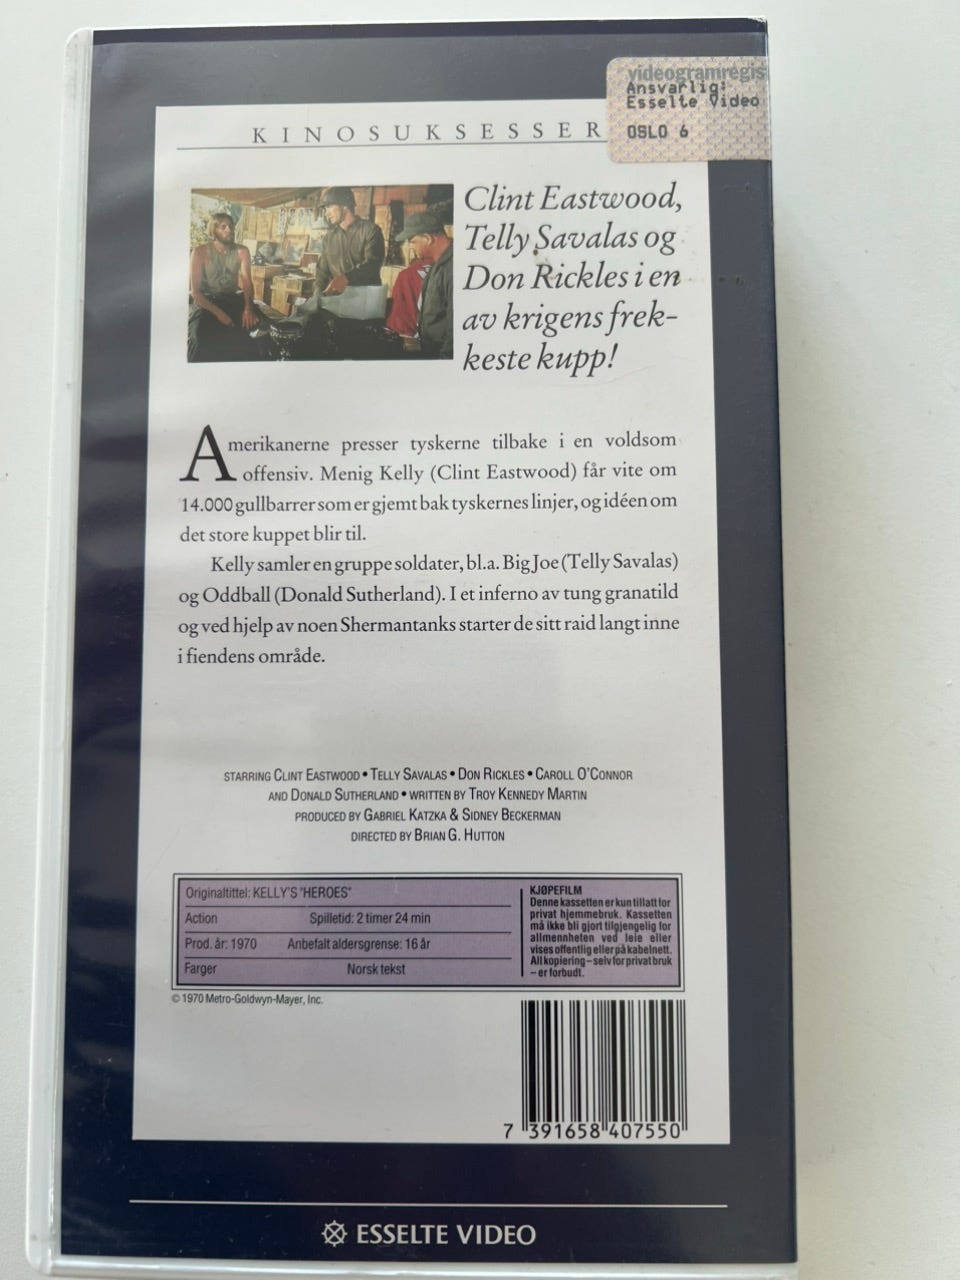 videogramregis
Ansvarlig:
Esselte Video
OSLO 6
KINOSUKSESSER
Clint Eastwood,
Telly Savalas og
Don Rickles i en
av krigens frek-
keste kupp!
Amerikanerne presser tyskerne tilbake i en voldsom
offensiv. Menig Kelly (Clint Eastwood) får vite om
14.000 gullbarrer som er gjemt bak tyskernes linjer, og idéen om
det store kuppet blir til.
Kelly samler en gruppe soldater, bl.a. Big Joe (Telly Savalas)
og Oddball (Donald Sutherland). I et inferno av tung granatild
og ved hjelp av noen Shermantanks starter de sitt raid langt inne
i fiendens område.
STARRING CLINT EASTWOOD • TELLY SAVALAS • DON RICKLES • CAROLL O'CONNOR
AND DONALD SUTHERLAND • WRITTEN BY TROY KENNEDY MARTIN
PRODUCED BY GABRIEL KATZKA & SIDNEY BECKERMAN
DIRECTED BY BRIAN G. HUTTON
Originaltittel: KELLY'S "HEROES"
Action Spilletid: 2 timer 24 min
Prod. år: 1970 Anbefalt aldersgrense: 16 år
Farger Norsk tekst
KJØPEFILM
Denne kassetten er kun tillatt for
privat hjemmebruk. Kassetten
må ikke bli gjort tilgjengelig for
allmennheten ved leie eller
vises offentlig eller på kabelnett.
All kopiering – selv for privat bruk
– er forbudt.
© 1970 Metro-Goldwyn-Mayer, Inc.
7 391658 407550
ESSELTE VIDEO